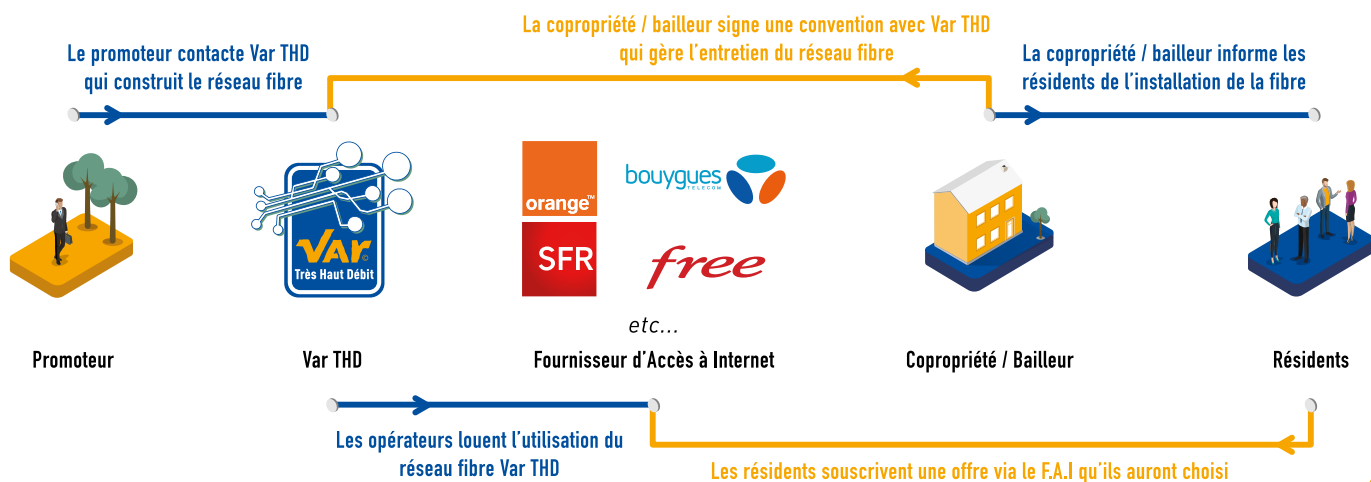 La copropriété / bailleur signe une convention avec Var THD
qui gère l'entretien du réseau fibre
Le promoteur contacte Var THD
qui construit le réseau fibre
La copropriété / bailleur informe les
résidents de l'installation de la fibre
orange™
bouygues
TELECOM
SFR
free
Var©
Très Haut Débit
etc...
Promoteur
Var THD
Fournisseur d'Accès à Internet
Copropriété / Bailleur
Résidents
Les opérateurs louent l'utilisation du
réseau fibre Var THD
Les résidents souscrivent une offre via le F.A.I qu'ils auront choisi